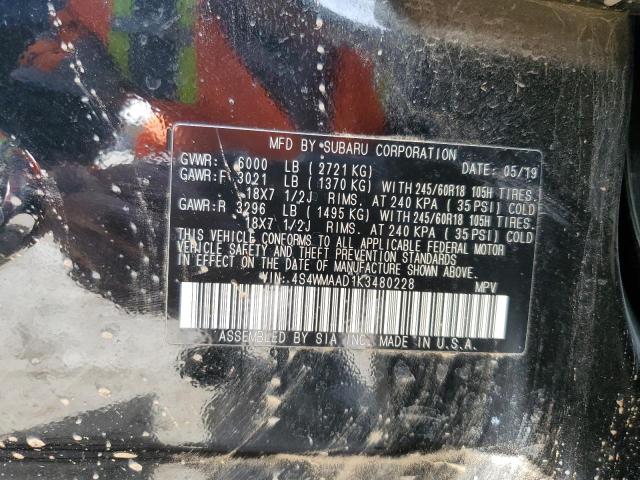 MFD BY SUBARU CORPORATION
GVWR: 6000 LB ( 2721 KG) DATE: 05/19
GAWR:F 3021 LB ( 1370 KG) WITH 245/60R18 105H TIRES.
18X7 1/2J RIMS. AT 240 KPA ( 35 PSI) COLD
GAWR:R 3296 LB ( 1495 KG) WITH 245/60R18 105H TIRES.
18X7 1/2J RIMS. AT 240 KPA ( 35 PSI) COLD
THIS VEHICLE CONFORMS TO ALL APPLICABLE FEDERAL MOTOR
VEHICLE SAFETY AND THEFT PREVENTION STANDARDS
IN EFFECT ON THE DATE OF MANUFACTURE SHOWN ABOVE.
VIN: 4S4WMAAD1K3480228 MPV
ASSEMBLED BY SIA INC. MADE IN U.S.A.